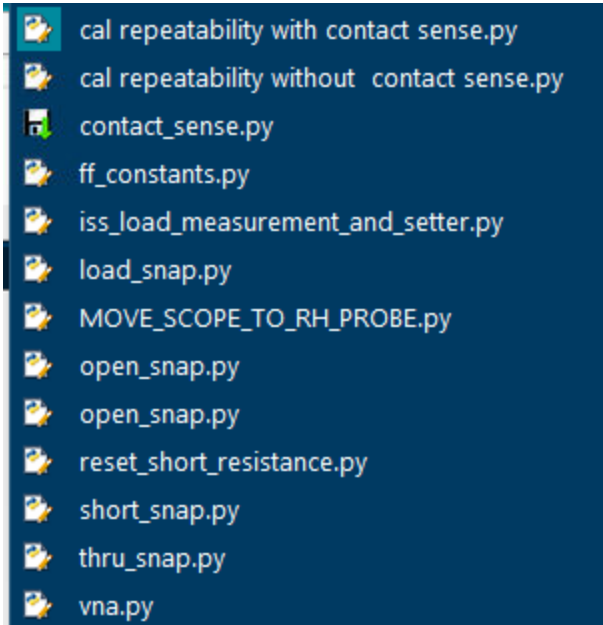 cal repeatability with contact sense.py
cal repeatability without  contact sense.py
contact_sense.py
ff_constants.py
iss_load_measurement_and_setter.py
load_snap.py
MOVE_SCOPE_TO_RH_PROBE.py
open_snap.py
open_snap.py
reset_short_resistance.py
short_snap.py
thru_snap.py
vna.py